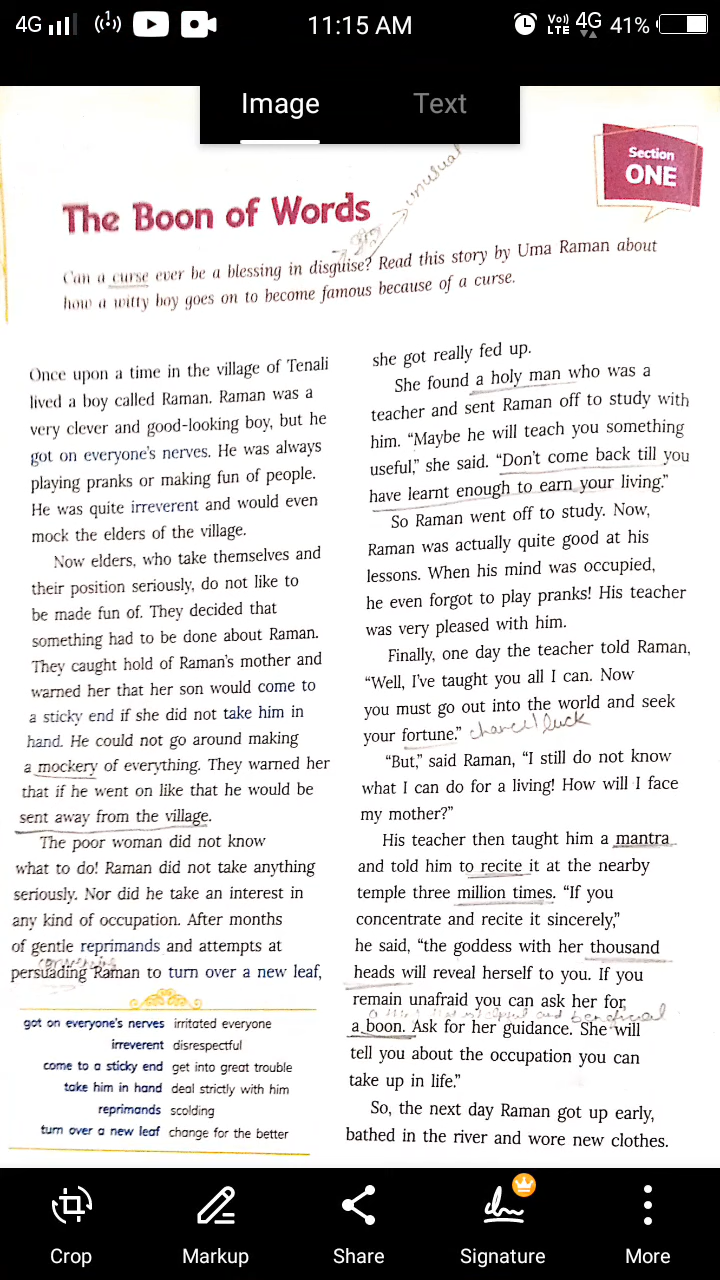 4G
11:15 AM
Vo))
LTE
4G
41%
Image
Text
unusual
Section
ONE
The Boon of Words
Can a curse ever be a blessing in disguise? Read this story by Uma Raman about
how a witty boy goes on to become famous because of a curse.
Once upon a time in the village of Tenali
lived a boy called Raman. Raman was a
very clever and good-looking boy, but he
got on everyone's nerves. He was always
playing pranks or making fun of people.
He was quite irreverent and would even
mock the elders of the village.
Now elders, who take themselves and
their position seriously, do not like to
be made fun of. They decided that
something had to be done about Raman.
They caught hold of Raman's mother and
warned her that her son would come to
a sticky end if she did not take him in
hand. He could not go around making
a mockery of everything. They warned her
that if he went on like that he would be
sent away from the village.
The poor woman did not know
what to do! Raman did not take anything
seriously. Nor did he take an interest in
any kind of occupation. After months
of gentle reprimands and attempts at
persuading Raman to turn over a new leaf,
got on everyone's nerves irritated everyone
irreverent disrespectful
come to a sticky end get into great trouble
take him in hand deal strictly with him
reprimands scolding
turn over a new leaf change for the better
she got really fed up.
She found a holy man who was a
teacher and sent Raman off to study with
him. "Maybe he will teach you something
useful," she said. "Don't come back till you
have learnt enough to earn your living."
So Raman went off to study. Now,
Raman was actually quite good at his
lessons. When his mind was occupied,
he even forgot to play pranks! His teacher
was very pleased with him.
Finally, one day the teacher told Raman,
"Well, I've taught you all I can. Now
you must go out into the world and seek
your fortune." chance/luck
"But," said Raman, "I still do not know
what I can do for a living! How will I face
my mother?"
His teacher then taught him a mantra
and told him to recite it at the nearby
temple three million times. "If you
concentrate and recite it sincerely,"
he said, "the goddess with her thousand
heads will reveal herself to you. If you
remain unafraid you can ask her for
and beneficial
a boon. Ask for her guidance. She will
tell you about the occupation you can
take up in life."
So, the next day Raman got up early,
bathed in the river and wore new clothes.
Crop
Markup
Share
Signature
More